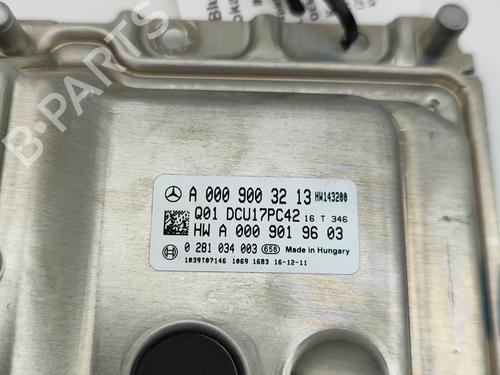 A 000 900 32 13 HW143200
Q01 DCU17PC42 16 T 346
HW A 000 901 96 03
0 281 034 003 658 Made in Hungary
1039T07146 1069 1683 16-12-11
B-PARTS